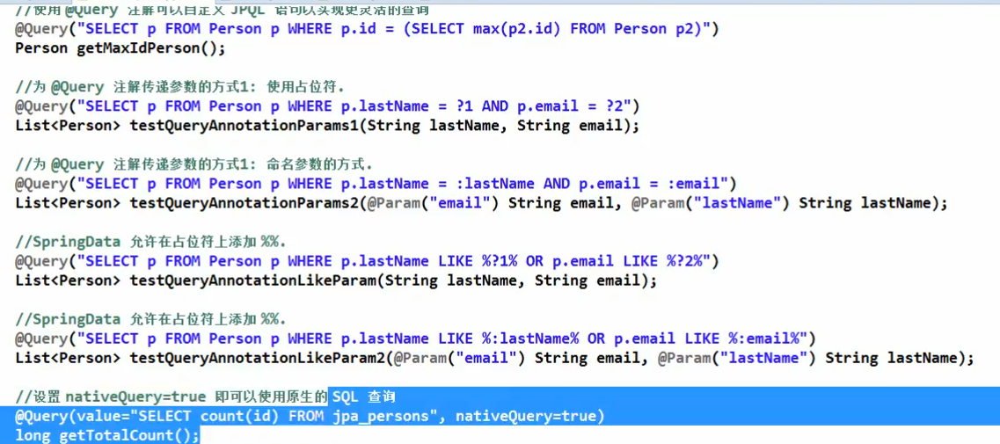 //使用 @Query 注解可以自定义 JPQL 语句以实现更灵活的查询
@Query("SELECT p FROM Person p WHERE p.id = (SELECT max(p2.id) FROM Person p2)")
Person getMaxIdPerson();
//为 @Query 注解传递参数的方式1: 使用占位符.
@Query("SELECT p FROM Person p WHERE p.lastName = ?1 AND p.email = ?2")
List<Person> testQueryAnnotationParams1(String lastName, String email);
//为 @Query 注解传递参数的方式1: 命名参数的方式.
@Query("SELECT p FROM Person p WHERE p.lastName = :lastName AND p.email = :email")
List<Person> testQueryAnnotationParams2(@Param("email") String email, @Param("lastName") String lastName);
//SpringData 允许在占位符上添加 %%.
@Query("SELECT p FROM Person p WHERE p.lastName LIKE %?1% OR p.email LIKE %?2%")
List<Person> testQueryAnnotationLikeParam(String lastName, String email);
//SpringData 允许在占位符上添加 %%.
@Query("SELECT p FROM Person p WHERE p.lastName LIKE %:lastName% OR p.email LIKE %:email%")
List<Person> testQueryAnnotationLikeParam2(@Param("email") String email, @Param("lastName") String lastName);
//设置 nativeQuery=true 即可以使用原生的 SQL 查询
@Query(value="SELECT count(id) FROM jpa_persons", nativeQuery=true)
long getTotalCount();